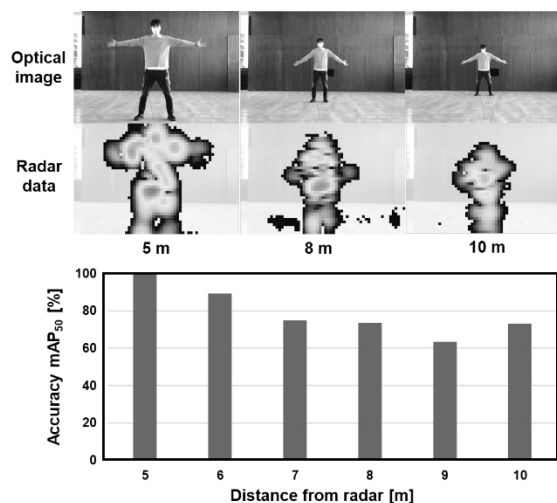 Optical
image
Radar
data
5 m
8 m
10 m
Accuracy mAP₅₀ [%]
100
80
60
40
20
0
5 6 7 8 9 10
Distance from radar [m]